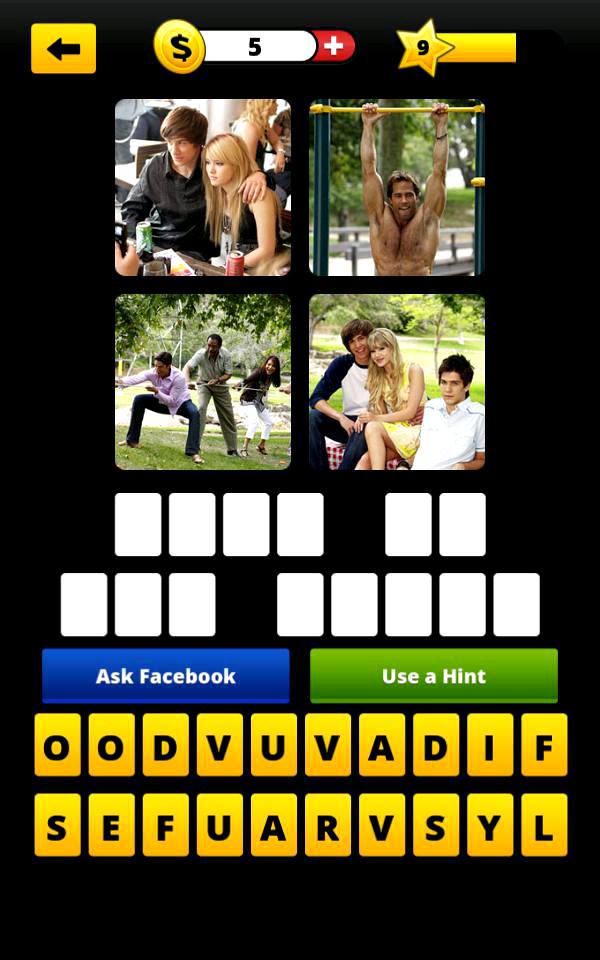 5
9
Ask Facebook
Use a Hint
O O D V U V A D I F
S E F U A R V S Y L